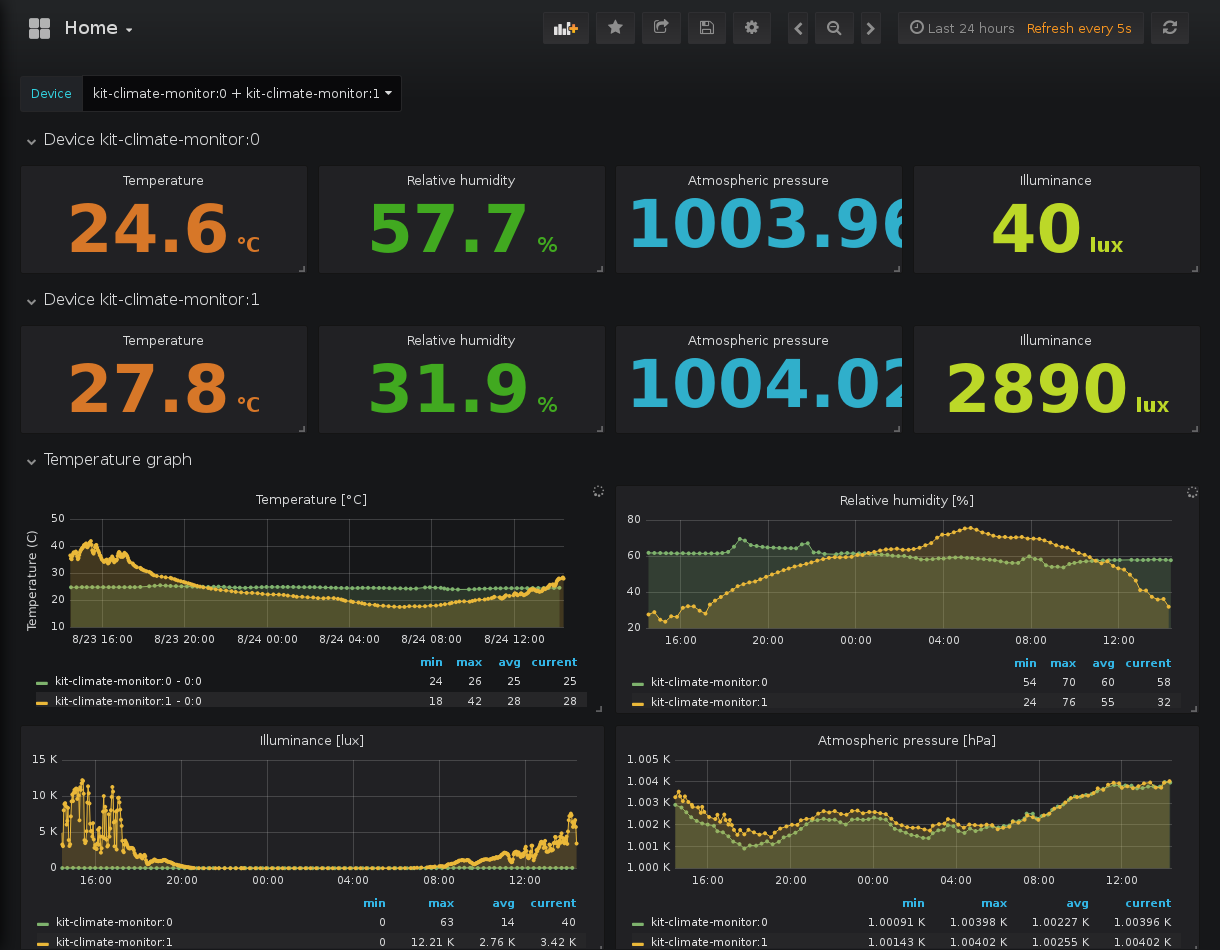 Home
Last 24 hours Refresh every 5s
Device kit-climate-monitor:0 + kit-climate-monitor:1
Device kit-climate-monitor:0
Temperature Relative humidity Atmospheric pressure Illuminance
24.6 °C 57.7 % 1003.96 40 lux
Device kit-climate-monitor:1
Temperature Relative humidity Atmospheric pressure Illuminance
27.8 °C 31.9 % 1004.02 2890 lux
Temperature graph
Temperature [°C]
Temperature (C)
50
40
30
20
10
8/23 16:00 8/23 20:00 8/24 00:00 8/24 04:00 8/24 08:00 8/24 12:00
min max avg current
kit-climate-monitor:0 - 0:0 24 26 25 25
kit-climate-monitor:1 - 0:0 18 42 28 28
Relative humidity [%]
80
60
40
20
16:00 20:00 00:00 04:00 08:00 12:00
min max avg current
kit-climate-monitor:0 54 70 60 58
kit-climate-monitor:1 24 76 55 32
Illuminance [lux]
15 K
10 K
5 K
0
16:00 20:00 00:00 04:00 08:00 12:00
min max avg current
kit-climate-monitor:0 0 63 14 40
kit-climate-monitor:1 0 12.21 K 2.76 K 3.42 K
Atmospheric pressure [hPa]
1.005 K
1.004 K
1.003 K
1.002 K
1.001 K
1.000 K
16:00 20:00 00:00 04:00 08:00 12:00
min max avg current
kit-climate-monitor:0 1.00091 K 1.00398 K 1.00227 K 1.00396 K
kit-climate-monitor:1 1.00143 K 1.00402 K 1.00255 K 1.00402 K